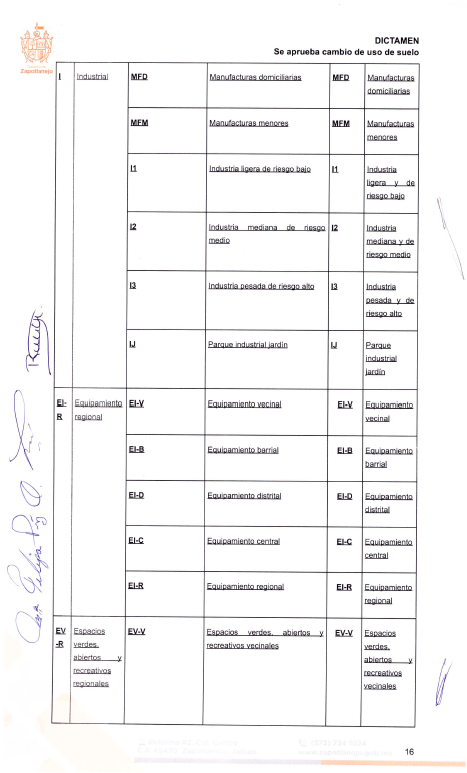 DICTAMEN
Se aprueba cambio de uso de suelo
Zapotlanejo
I Industrial MFD Manufacturas domiciliarias MFD Manufacturas
domiciliarias
MFM Manufacturas menores MFM Manufacturas
menores
I1 Industria ligera de riesgo bajo I1 Industria
ligera y de
riesgo bajo
I2 Industria mediana de riesgo I2 Industria
medio mediana y de
riesgo medio
I3 Industria pesada de riesgo alto I3 Industria
pesada y de
riesgo alto
IJ Parque industrial jardín IJ Parque
industrial
jardín
EI- Equipamiento EI-V Equipamiento vecinal EI-V Equipamiento
R regional vecinal
EI-B Equipamiento barrial EI-B Equipamiento
barrial
EI-D Equipamiento distrital EI-D Equipamiento
distrital
EI-C Equipamiento central EI-C Equipamiento
central
EI-R Equipamiento regional EI-R Equipamiento
regional
EV Espacios EV-V Espacios verdes, abiertos y EV-V Espacios
-R verdes, recreativos vecinales verdes,
abiertos y abiertos y
recreativos recreativos
regionales vecinales
16